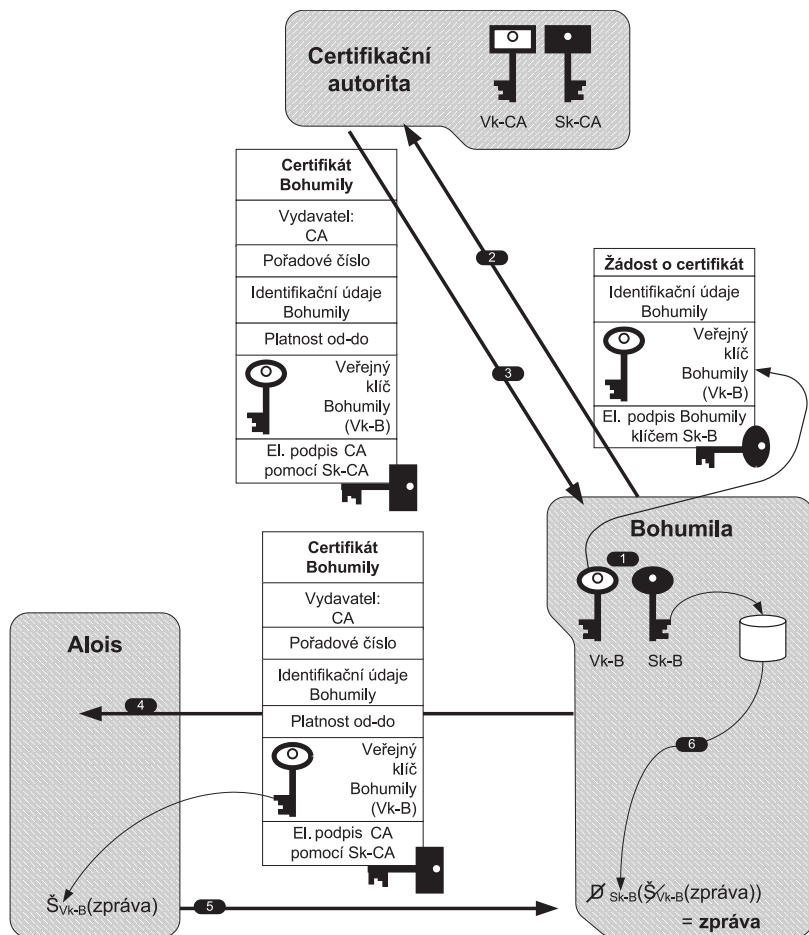 Certifikační
autorita
Vk-CA
Sk-CA
Certifikát
Bohumily
Vydavatel:
CA
Pořadové číslo
Identifikační údaje
Bohumily
Platnost od-do
Veřejný
klíč
Bohumily
(Vk-B)
El. podpis CA
pomocí Sk-CA
2
3
Žádost o certifikát
Identifikační údaje
Bohumily
Veřejný
klíč
Bohumily
(Vk-B)
El. podpis Bohumily
klíčem Sk-B
Bohumila
1
Vk-B
Sk-B
6
D Sk-B(ŠVk-B(zpráva))
= zpráva
Certifikát
Bohumily
Vydavatel:
CA
Pořadové číslo
Identifikační údaje
Bohumily
Platnost od-do
Veřejný
klíč
Bohumily
(Vk-B)
El. podpis CA
pomocí Sk-CA
Alois
4
ŠVk-B(zpráva)
5